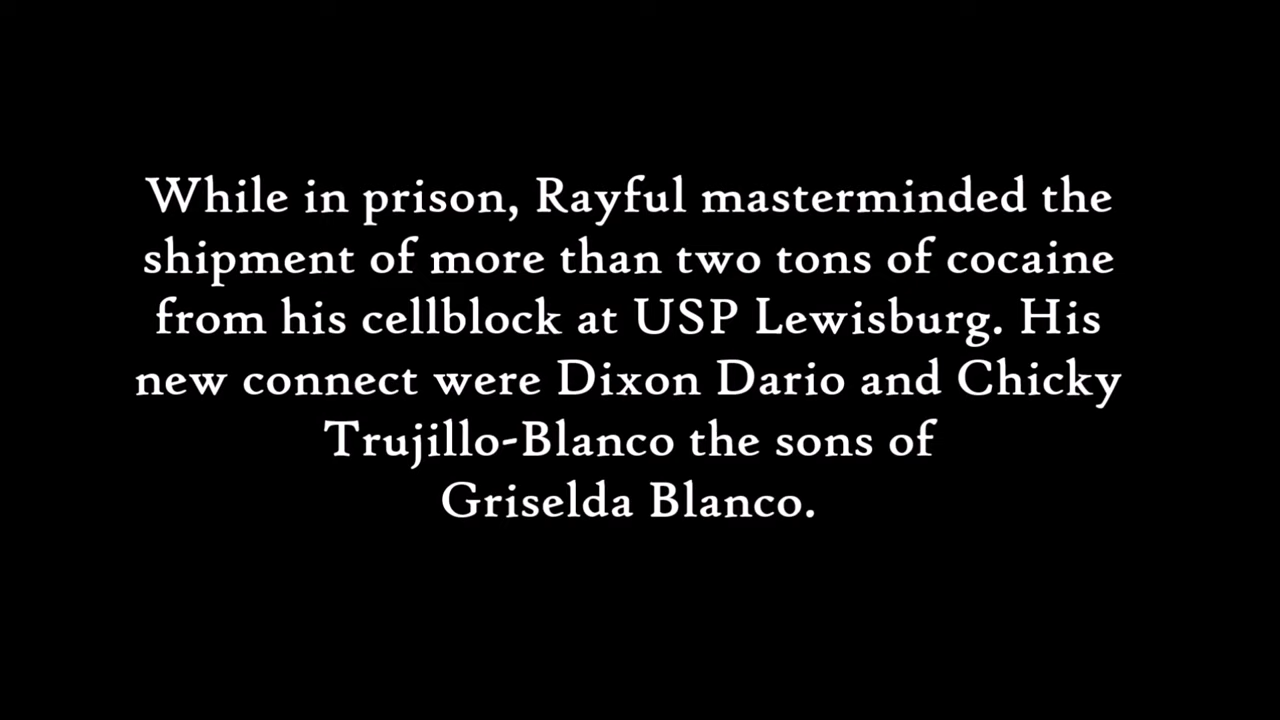 While in prison, Rayful masterminded the
shipment of more than two tons of cocaine
from his cellblock at USP Lewisburg. His
new connect were Dixon Dario and Chicky
Trujillo-Blanco the sons of
Griselda Blanco.